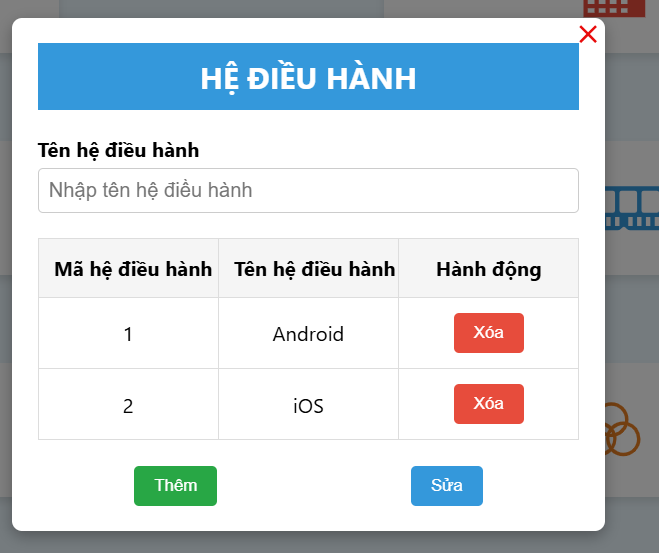 HỆ ĐIỀU HÀNH
Tên hệ điều hành
Nhập tên hệ điều hành
Mã hệ điều hành Tên hệ điều hành Hành động
1 Android Xóa
2 iOS Xóa
Thêm Sửa